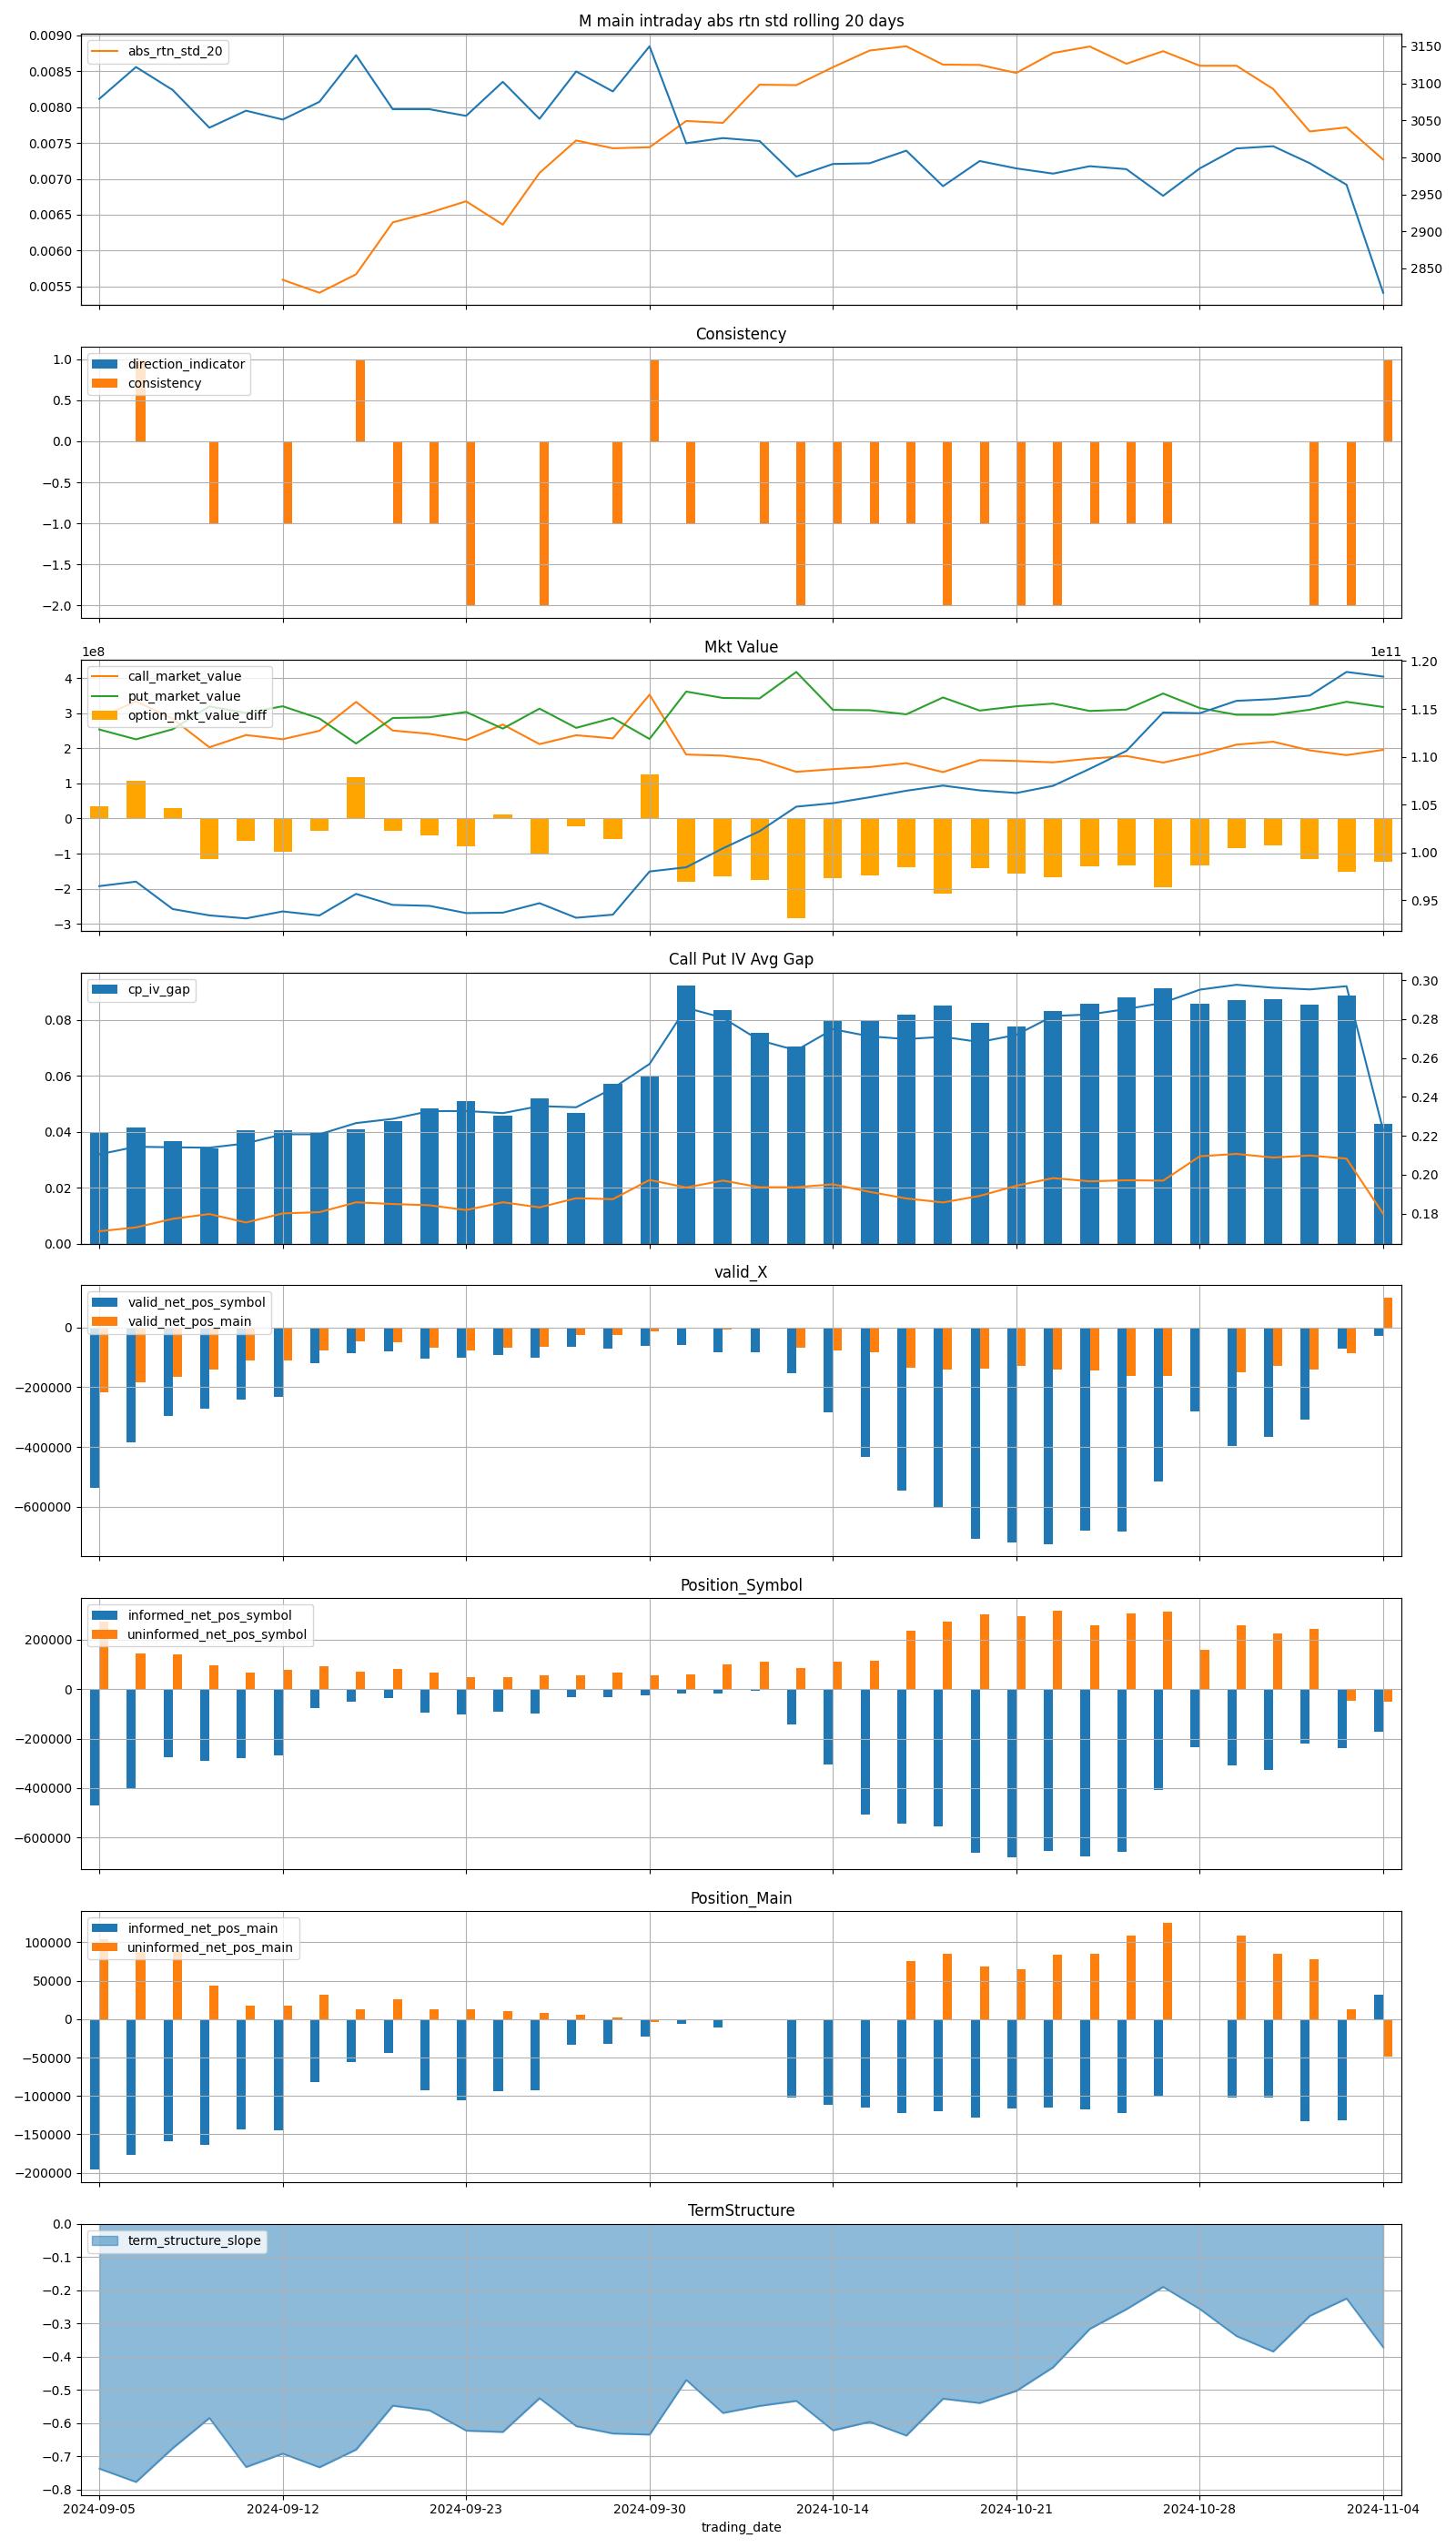 M main intraday abs rtn std rolling 20 days
abs_rtn_std_20
0.0090
0.0085
0.0080
0.0075
0.0070
0.0065
0.0060
0.0055
3150
3100
3050
3000
2950
2900
2850
Consistency
direction_indicator
consistency
1.0
0.5
0.0
−0.5
−1.0
−1.5
−2.0
Mkt Value
1e8
1e11
call_market_value
put_market_value
option_mkt_value_diff
4
3
2
1
0
−1
−2
−3
1.20
1.15
1.10
1.05
1.00
0.95
Call Put IV Avg Gap
cp_iv_gap
0.08
0.06
0.04
0.02
0.00
0.30
0.28
0.26
0.24
0.22
0.20
0.18
valid_X
valid_net_pos_symbol
valid_net_pos_main
0
−200000
−400000
−600000
Position_Symbol
informed_net_pos_symbol
uninformed_net_pos_symbol
200000
0
−200000
−400000
−600000
Position_Main
informed_net_pos_main
uninformed_net_pos_main
100000
50000
0
−50000
−100000
−150000
−200000
TermStructure
term_structure_slope
0.0
−0.1
−0.2
−0.3
−0.4
−0.5
−0.6
−0.7
−0.8
2024-09-05 2024-09-12 2024-09-23 2024-09-30 2024-10-14 2024-10-21 2024-10-28 2024-11-04
trading_date